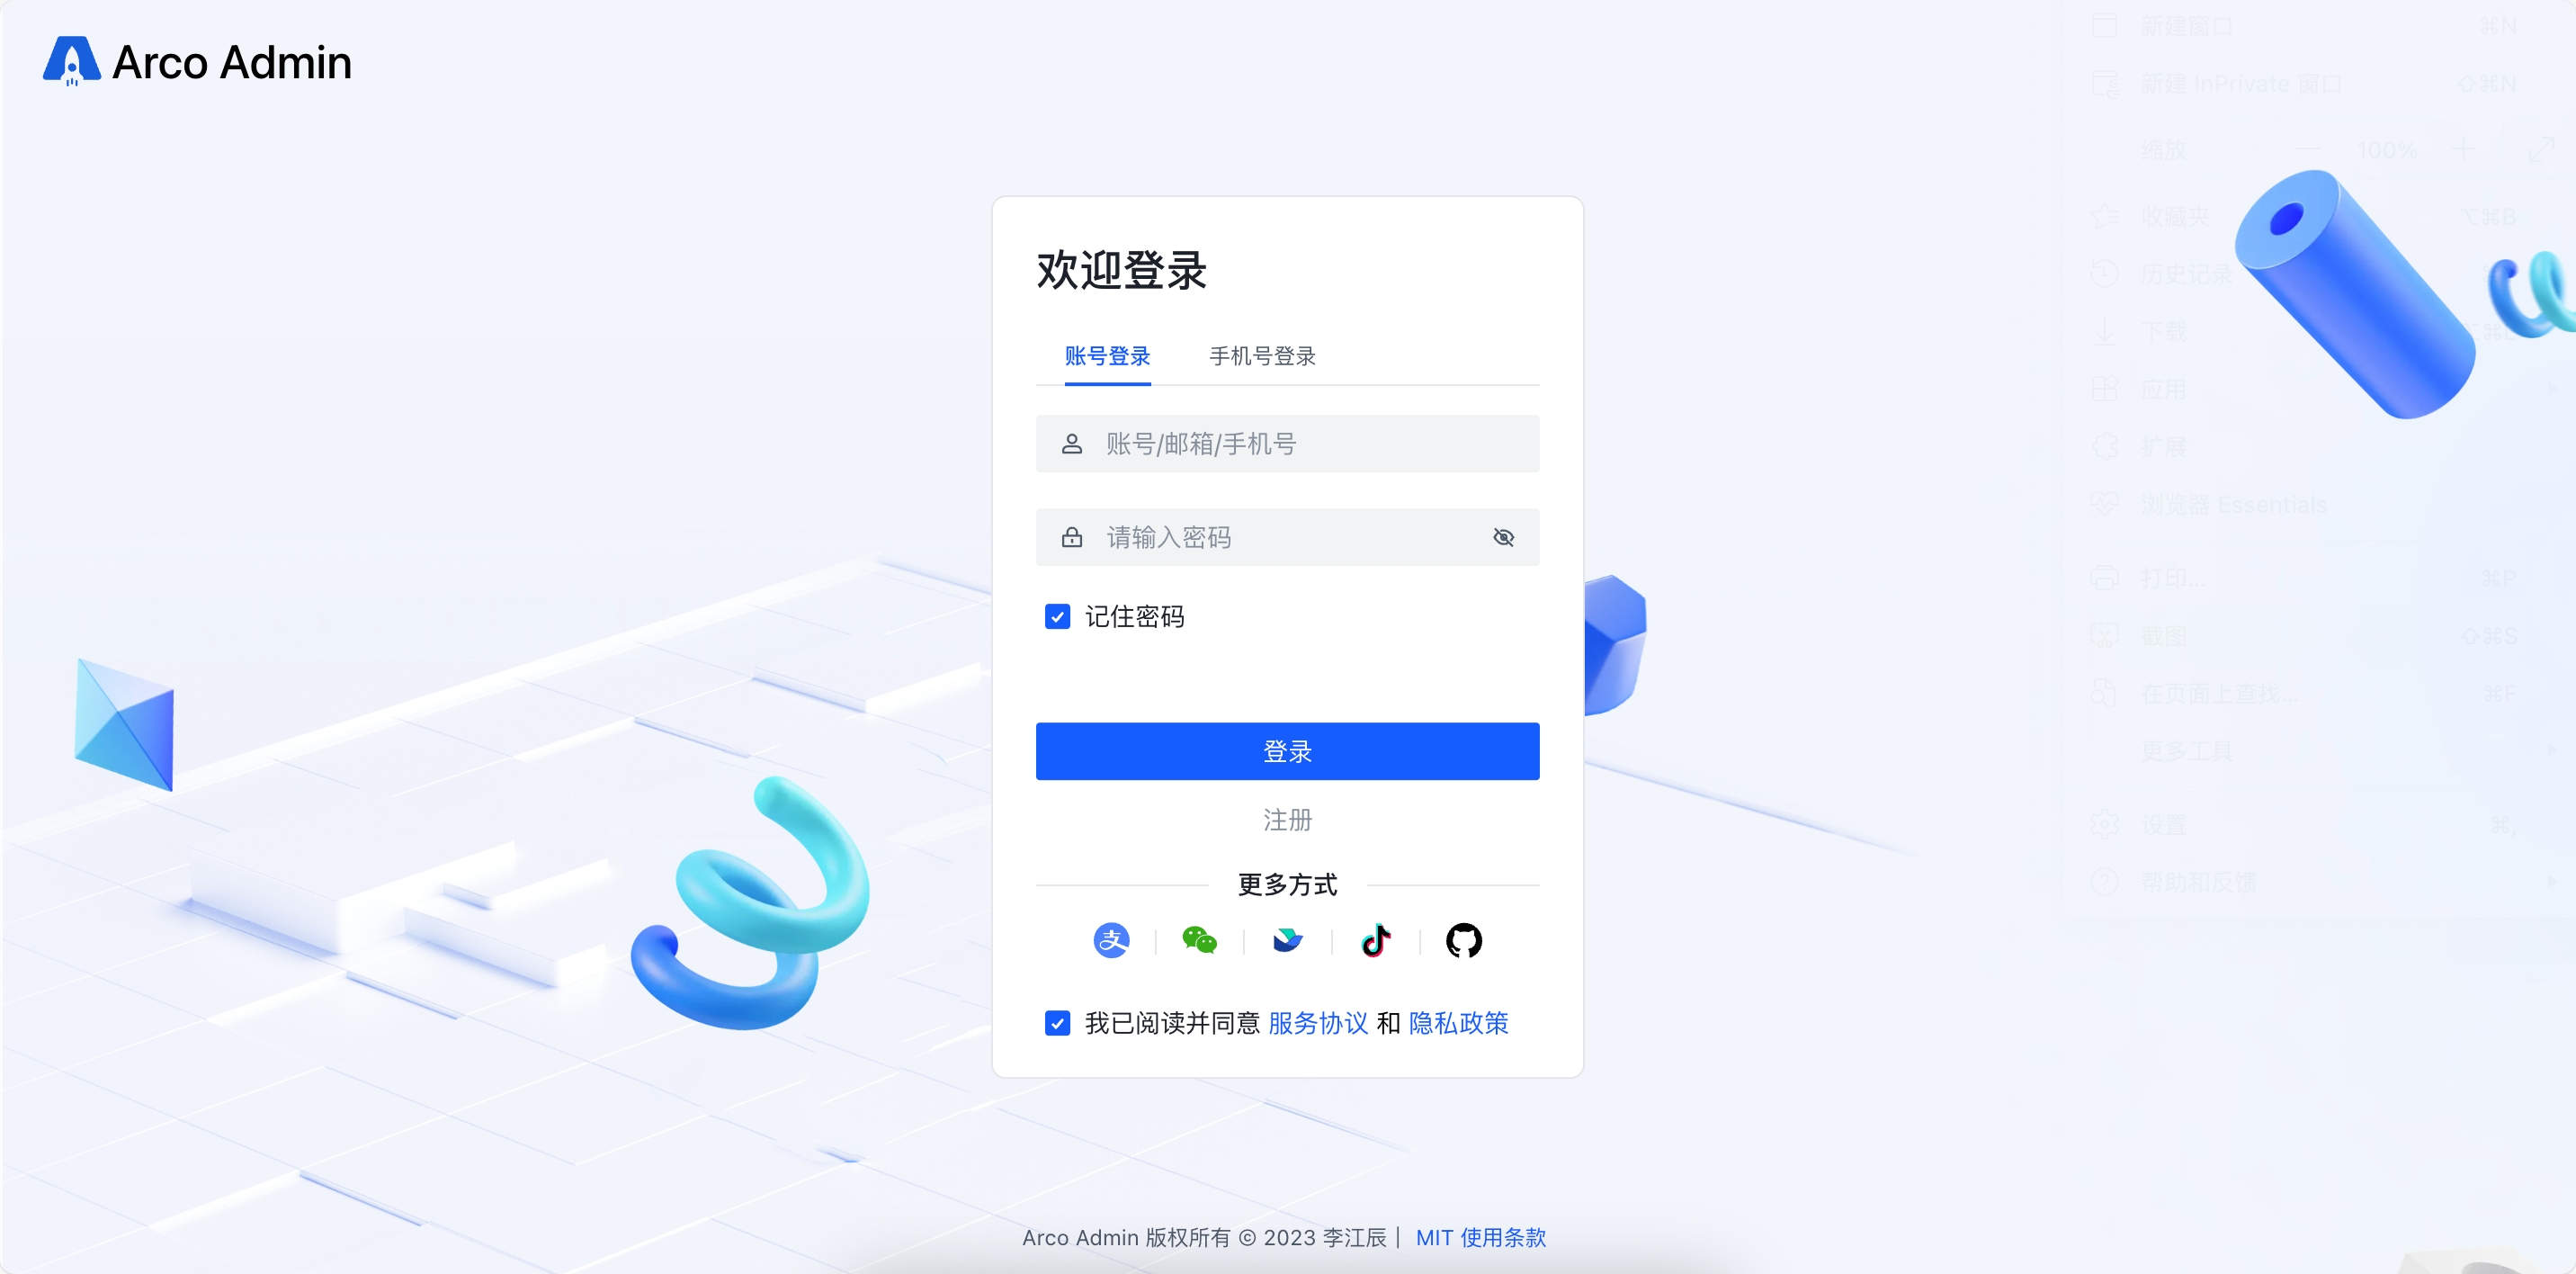 Arco Admin
新建窗口 ⌘N
新建 InPrivate 窗口 ⇧⌘N
缩放 — 100% +
收藏夹 ⌥⌘B
历史记录
下载
应用
扩展
浏览器 Essentials
打印... ⌘P
截图 ⇧⌘S
在页面上查找... ⌘F
更多工具
设置 ⌘,
帮助和反馈
欢迎登录
账号登录 手机号登录
账号/邮箱/手机号
请输入密码
记住密码
登录
注册
更多方式
支
我已阅读并同意 服务协议 和 隐私政策
Arco Admin 版权所有 © 2023 李江辰 | MIT 使用条款